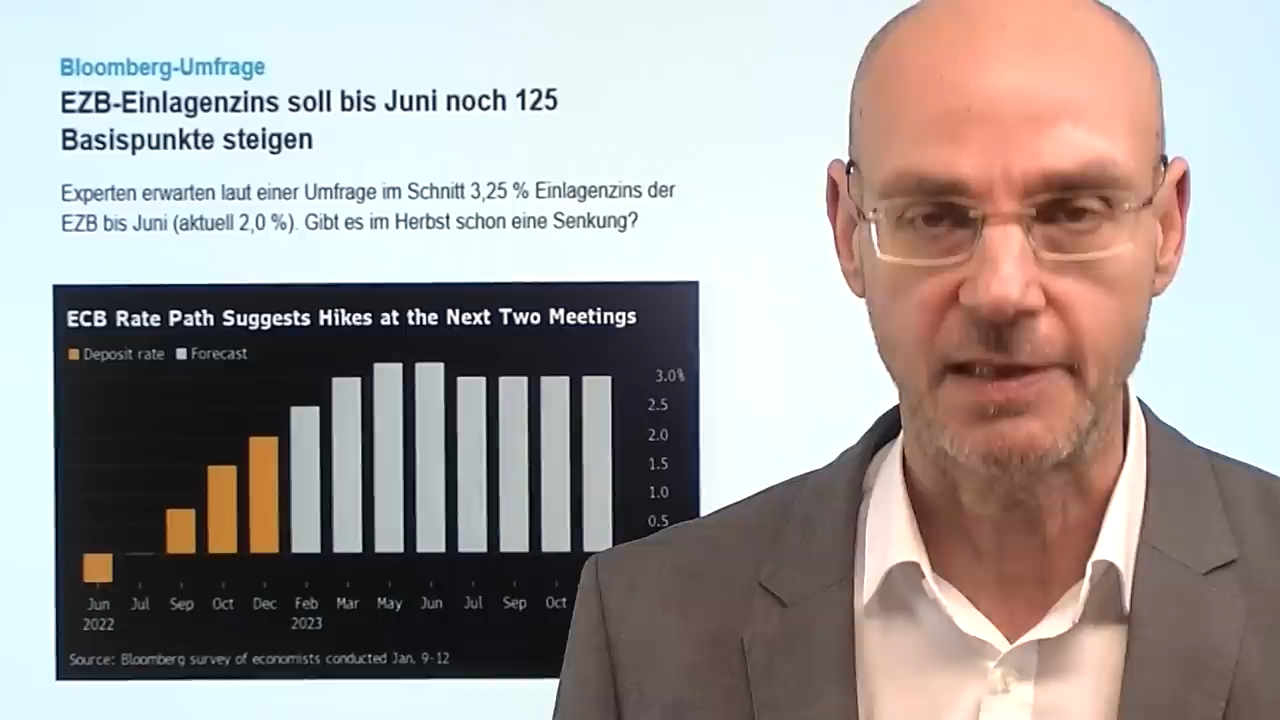 Bloomberg-Umfrage
EZB-Einlagenzins soll bis Juni noch 125
Basispunkte steigen
Experten erwarten laut einer Umfrage im Schnitt 3,25 % Einlagenzins der
EZB bis Juni (aktuell 2,0 %). Gibt es im Herbst schon eine Senkung?
ECB Rate Path Suggests Hikes at the Next Two Meetings
Deposit rate Forecast
3.0%
2.5
2.0
1.5
1.0
0.5
Jun Jul Sep Oct Dec Feb Mar May Jun Jul Sep Oct
2022 2023
Source: Bloomberg survey of economists conducted Jan. 9-12